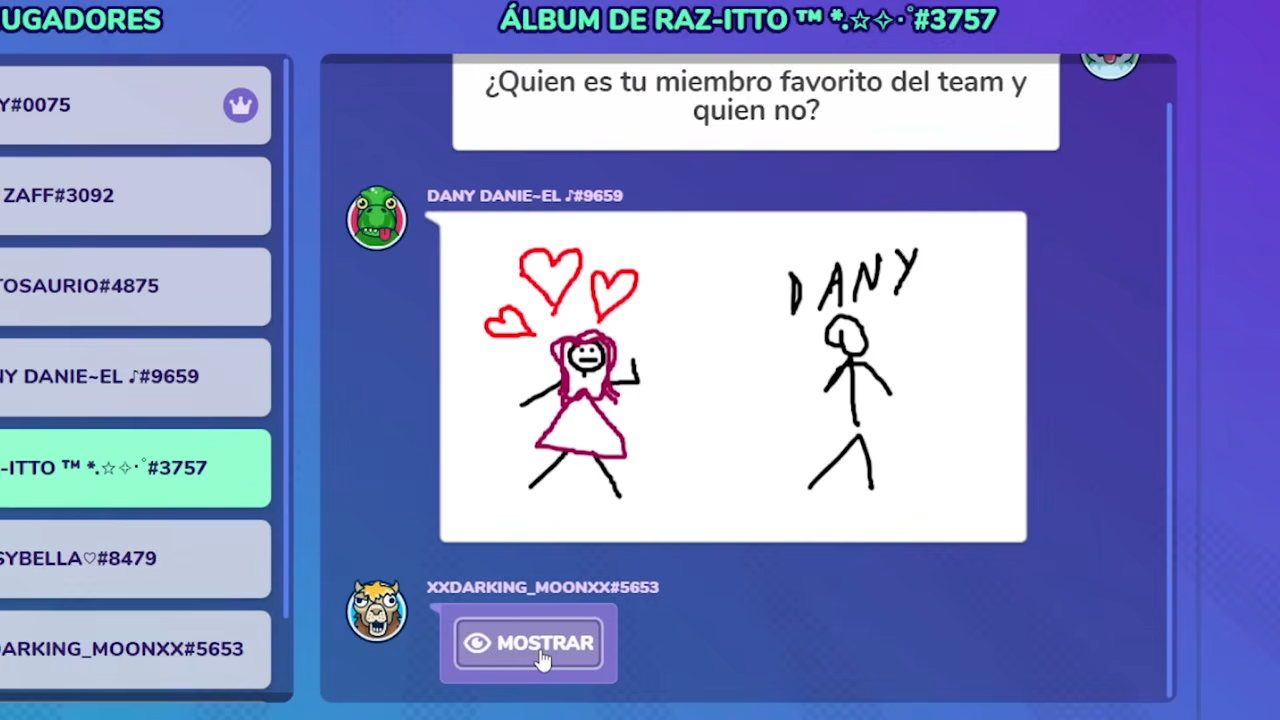 UGADORES
ÁLBUM DE RAZ-ITTO ™ *.☆✧･ﾟ#3757
Y#0075
ZAFF#3092
TOSAURIO#4875
NY DANIE~EL ♪#9659
-ITTO ™ *.☆✧･ﾟ#3757
SYBELLA♡#8479
DARKING_MOONXX#5653
¿Quien es tu miembro favorito del team y
quien no?
DANY DANIE~EL ♪#9659
DANY
XXDARKING_MOONXX#5653
MOSTRAR